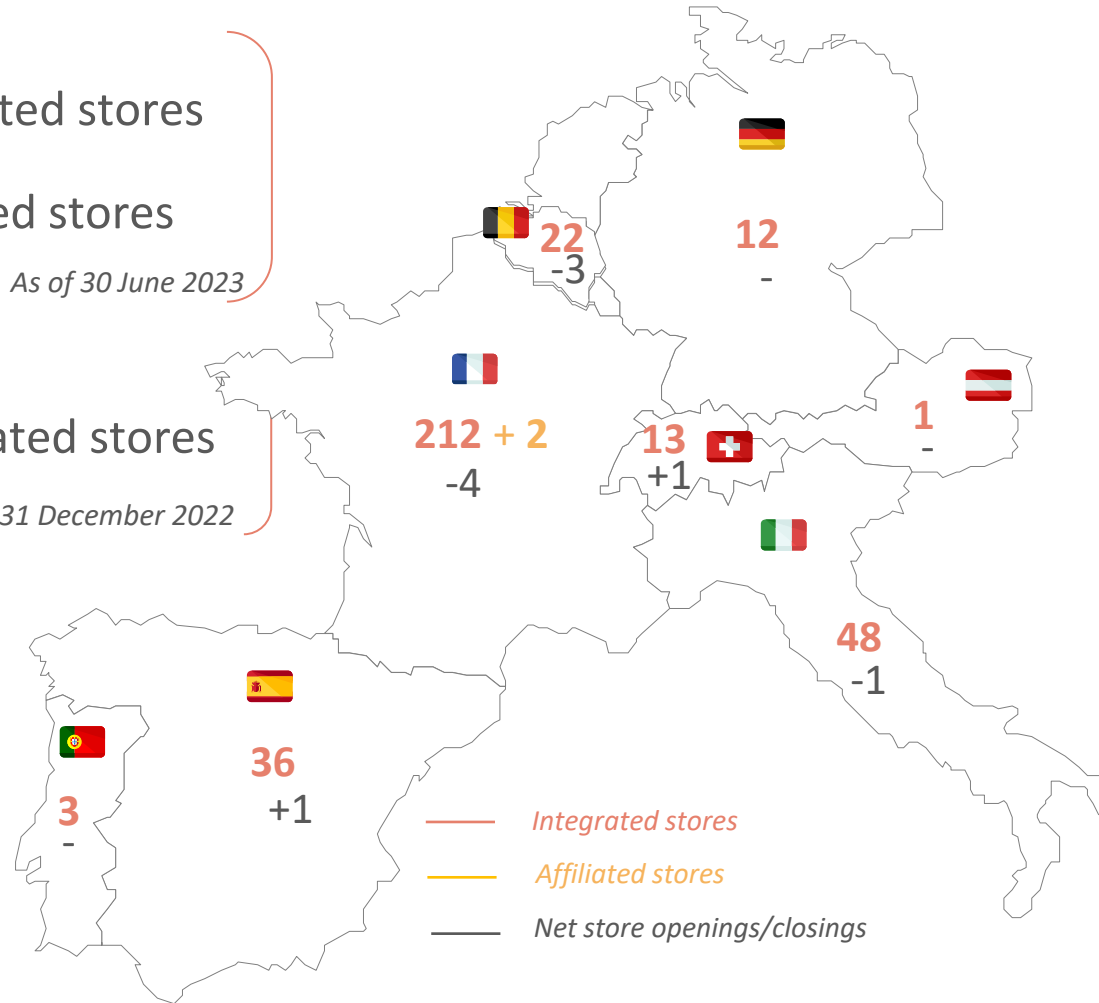 ated stores
ed stores
As of 30 June 2023
ated stores
31 December 2022
22
-3
12
-
212 + 2
-4
13
+1
1
-
48
-1
36
+1
3
-
Integrated stores
Affiliated stores
Net store openings/closings